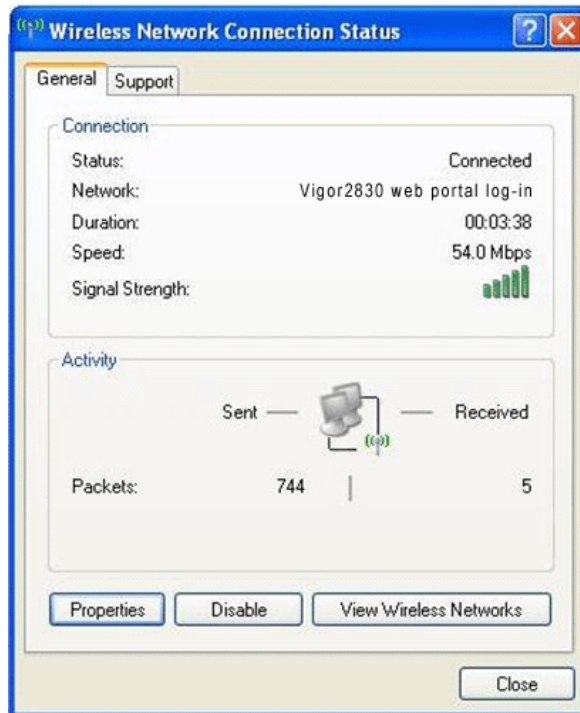 Wireless Network Connection Status
General Support
Connection
Status: Connected
Network: Vigor2830 web portal log-in
Duration: 00:03:38
Speed: 54.0 Mbps
Signal Strength:
Activity
Sent Received
Packets: 744 5
Properties Disable View Wireless Networks
Close